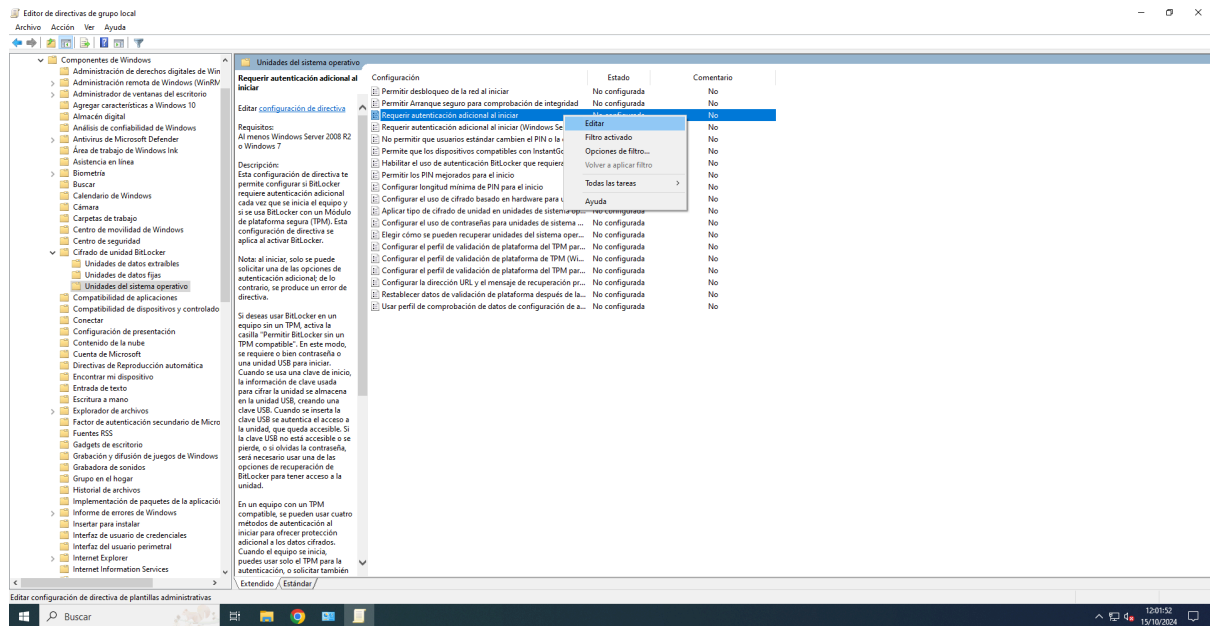 Editor de directivas de grupo local
Archivo Acción Ver Ayuda
Componentes de Windows
Administración de derechos digitales de Win
Administración remota de Windows (WinRM
Administrador de ventanas del escritorio
Agregar características a Windows 10
Almacén digital
Análisis de confiabilidad de Windows
Antivirus de Microsoft Defender
Área de trabajo de Windows Ink
Asistencia en línea
Biometría
Buscar
Calendario de Windows
Cámara
Carpetas de trabajo
Centro de movilidad de Windows
Centro de seguridad
Cifrado de unidad BitLocker
Unidades de datos extraíbles
Unidades de datos fijas
Unidades del sistema operativo
Compatibilidad de aplicaciones
Compatibilidad de dispositivos y controlado
Conectar
Configuración de presentación
Contenido de la nube
Cuenta de Microsoft
Directivas de Reproducción automática
Encontrar mi dispositivo
Entrada de texto
Escritura a mano
Explorador de archivos
Factor de autenticación secundario de Micro
Fuentes RSS
Gadgets de escritorio
Grabación y difusión de juegos de Windows
Grabadora de sonidos
Grupo en el hogar
Historial de archivos
Implementación de paquetes de la aplicación
Informe de errores de Windows
Insertar para instalar
Interfaz de usuario de credenciales
Interfaz del usuario perimetral
Internet Explorer
Internet Information Services
Unidades del sistema operativo
Requerir autenticación adicional al
iniciar
Editar configuración de directiva
Requisitos:
Al menos Windows Server 2008 R2
o Windows 7
Descripción:
Esta configuración de directiva te
permite configurar si BitLocker
requiere autenticación adicional
cada vez que se inicia el equipo y
si se usa BitLocker con un Módulo
de plataforma segura (TPM). Esta
configuración de directiva se
aplica al activar BitLocker.
Nota: al iniciar, solo se puede
solicitar una de las opciones de
autenticación adicional; de lo
contrario, se produce un error de
directiva.
Si deseas usar BitLocker en un
equipo sin un TPM, activa la
casilla "Permitir BitLocker sin un
TPM compatible". En este modo,
se requiere o bien contraseña o
una unidad USB para iniciar.
Cuando se usa una clave de inicio,
la información de clave usada
para cifrar la unidad se almacena
en la unidad USB, creando una
clave USB. Cuando se inserta la
clave USB se autentica el acceso a
la unidad, que queda accesible. Si
la clave USB no está accesible o se
pierde, o si olvidas la contraseña,
será necesario usar una de las
opciones de recuperación de
BitLocker para tener acceso a la
unidad.
En un equipo con un TPM
compatible, se pueden usar cuatro
métodos de autenticación al
iniciar para ofrecer protección
adicional a los datos cifrados.
Cuando el equipo se inicia,
puedes usar solo el TPM para la
autenticación, o solicitar también
Configuración Estado Comentario
Permitir desbloqueo de la red al iniciar No configurada No
Permitir Arranque seguro para comprobación de integridad No configurada No
Requerir autenticación adicional al iniciar No configurada No
Requerir autenticación adicional al iniciar (Windows Se No
No permitir que usuarios estándar cambien el PIN o la No
Permite que los dispositivos compatibles con InstantGo No
Habilitar el uso de autenticación BitLocker que requiera No
Permitir los PIN mejorados para el inicio No
Configurar longitud mínima de PIN para el inicio No
Configurar el uso de cifrado basado en hardware para u No
Aplicar tipo de cifrado de unidad en unidades de sistema op... No configurada No
Configurar el uso de contraseñas para unidades de sistema ... No configurada No
Elegir cómo se pueden recuperar unidades del sistema oper... No configurada No
Configurar el perfil de validación de plataforma del TPM par... No configurada No
Configurar el perfil de validación de plataforma de TPM (Wi... No configurada No
Configurar el perfil de validación de plataforma del TPM par... No configurada No
Configurar la dirección URL y el mensaje de recuperación pr... No configurada No
Restablecer datos de validación de plataforma después de la... No configurada No
Usar perfil de comprobación de datos de configuración de a... No configurada No
Editar
Filtro activado
Opciones de filtro...
Volver a aplicar filtro
Todas las tareas
Ayuda
Extendido Estándar
Editar configuración de directiva de plantillas administrativas
Buscar
12:01:52
15/10/2024